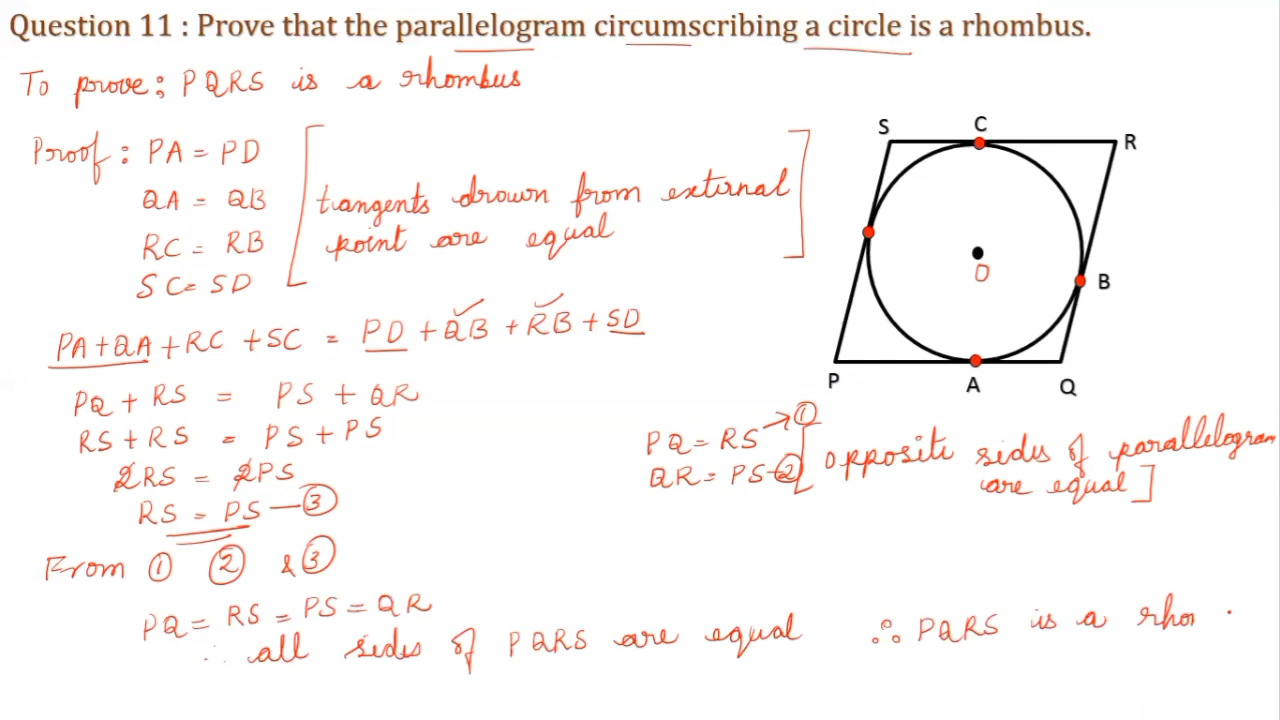 Question 11 : Prove that the parallelogram circumscribing a circle is a rhombus.
To prove: PQRS is a rhombus
Proof: PA = PD
QA = QB
RC = RB
SC = SD
[tangents drown from external
point are equal]
PA+QA+RC+SC = PD+QB+RB+SD
PQ + RS = PS + QR
RS + RS = PS + PS
2RS = 2PS
RS = PS — ③
S
C
R
O
B
P
A
Q
PQ = RS → ①
QR = PS — ②
[opposite sides of parallelogram
are equal]
From ① ② & ③
PQ = RS = PS = QR
∴ all sides of PQRS are equal ∴ PQRS is a rho